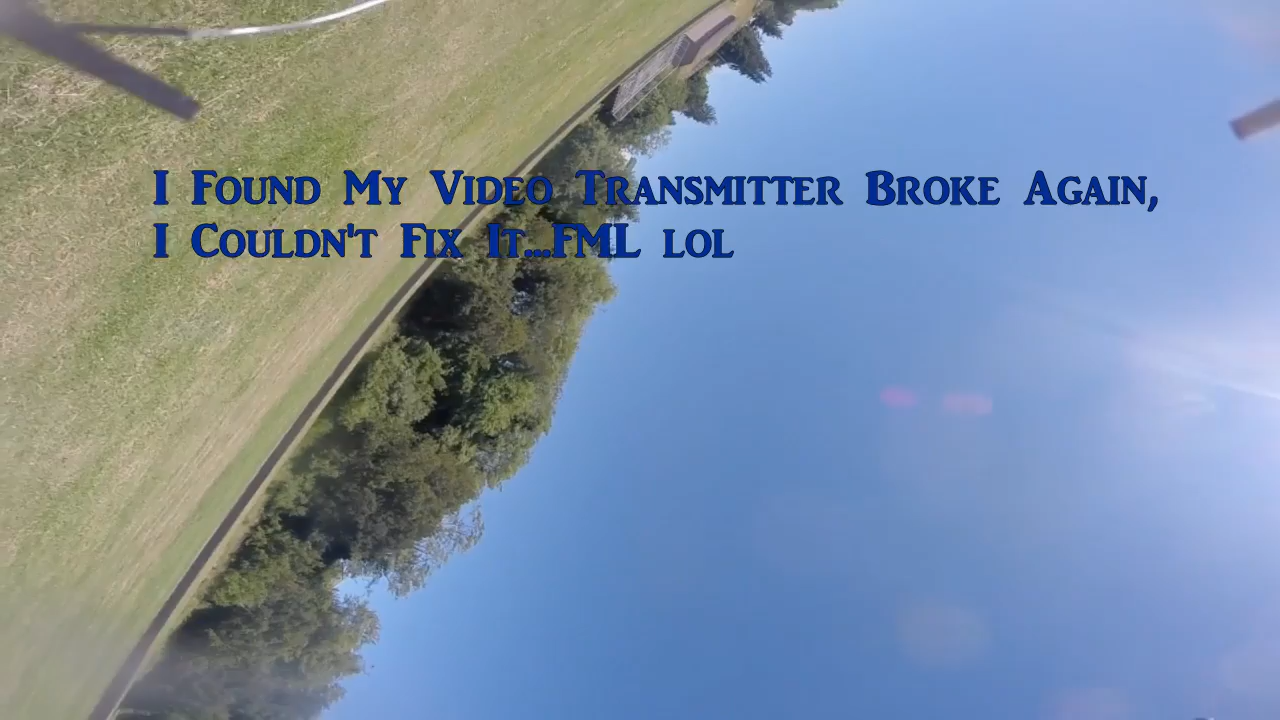 I Found My Video Transmitter Broke Again,
I Couldn't Fix It...FML lol